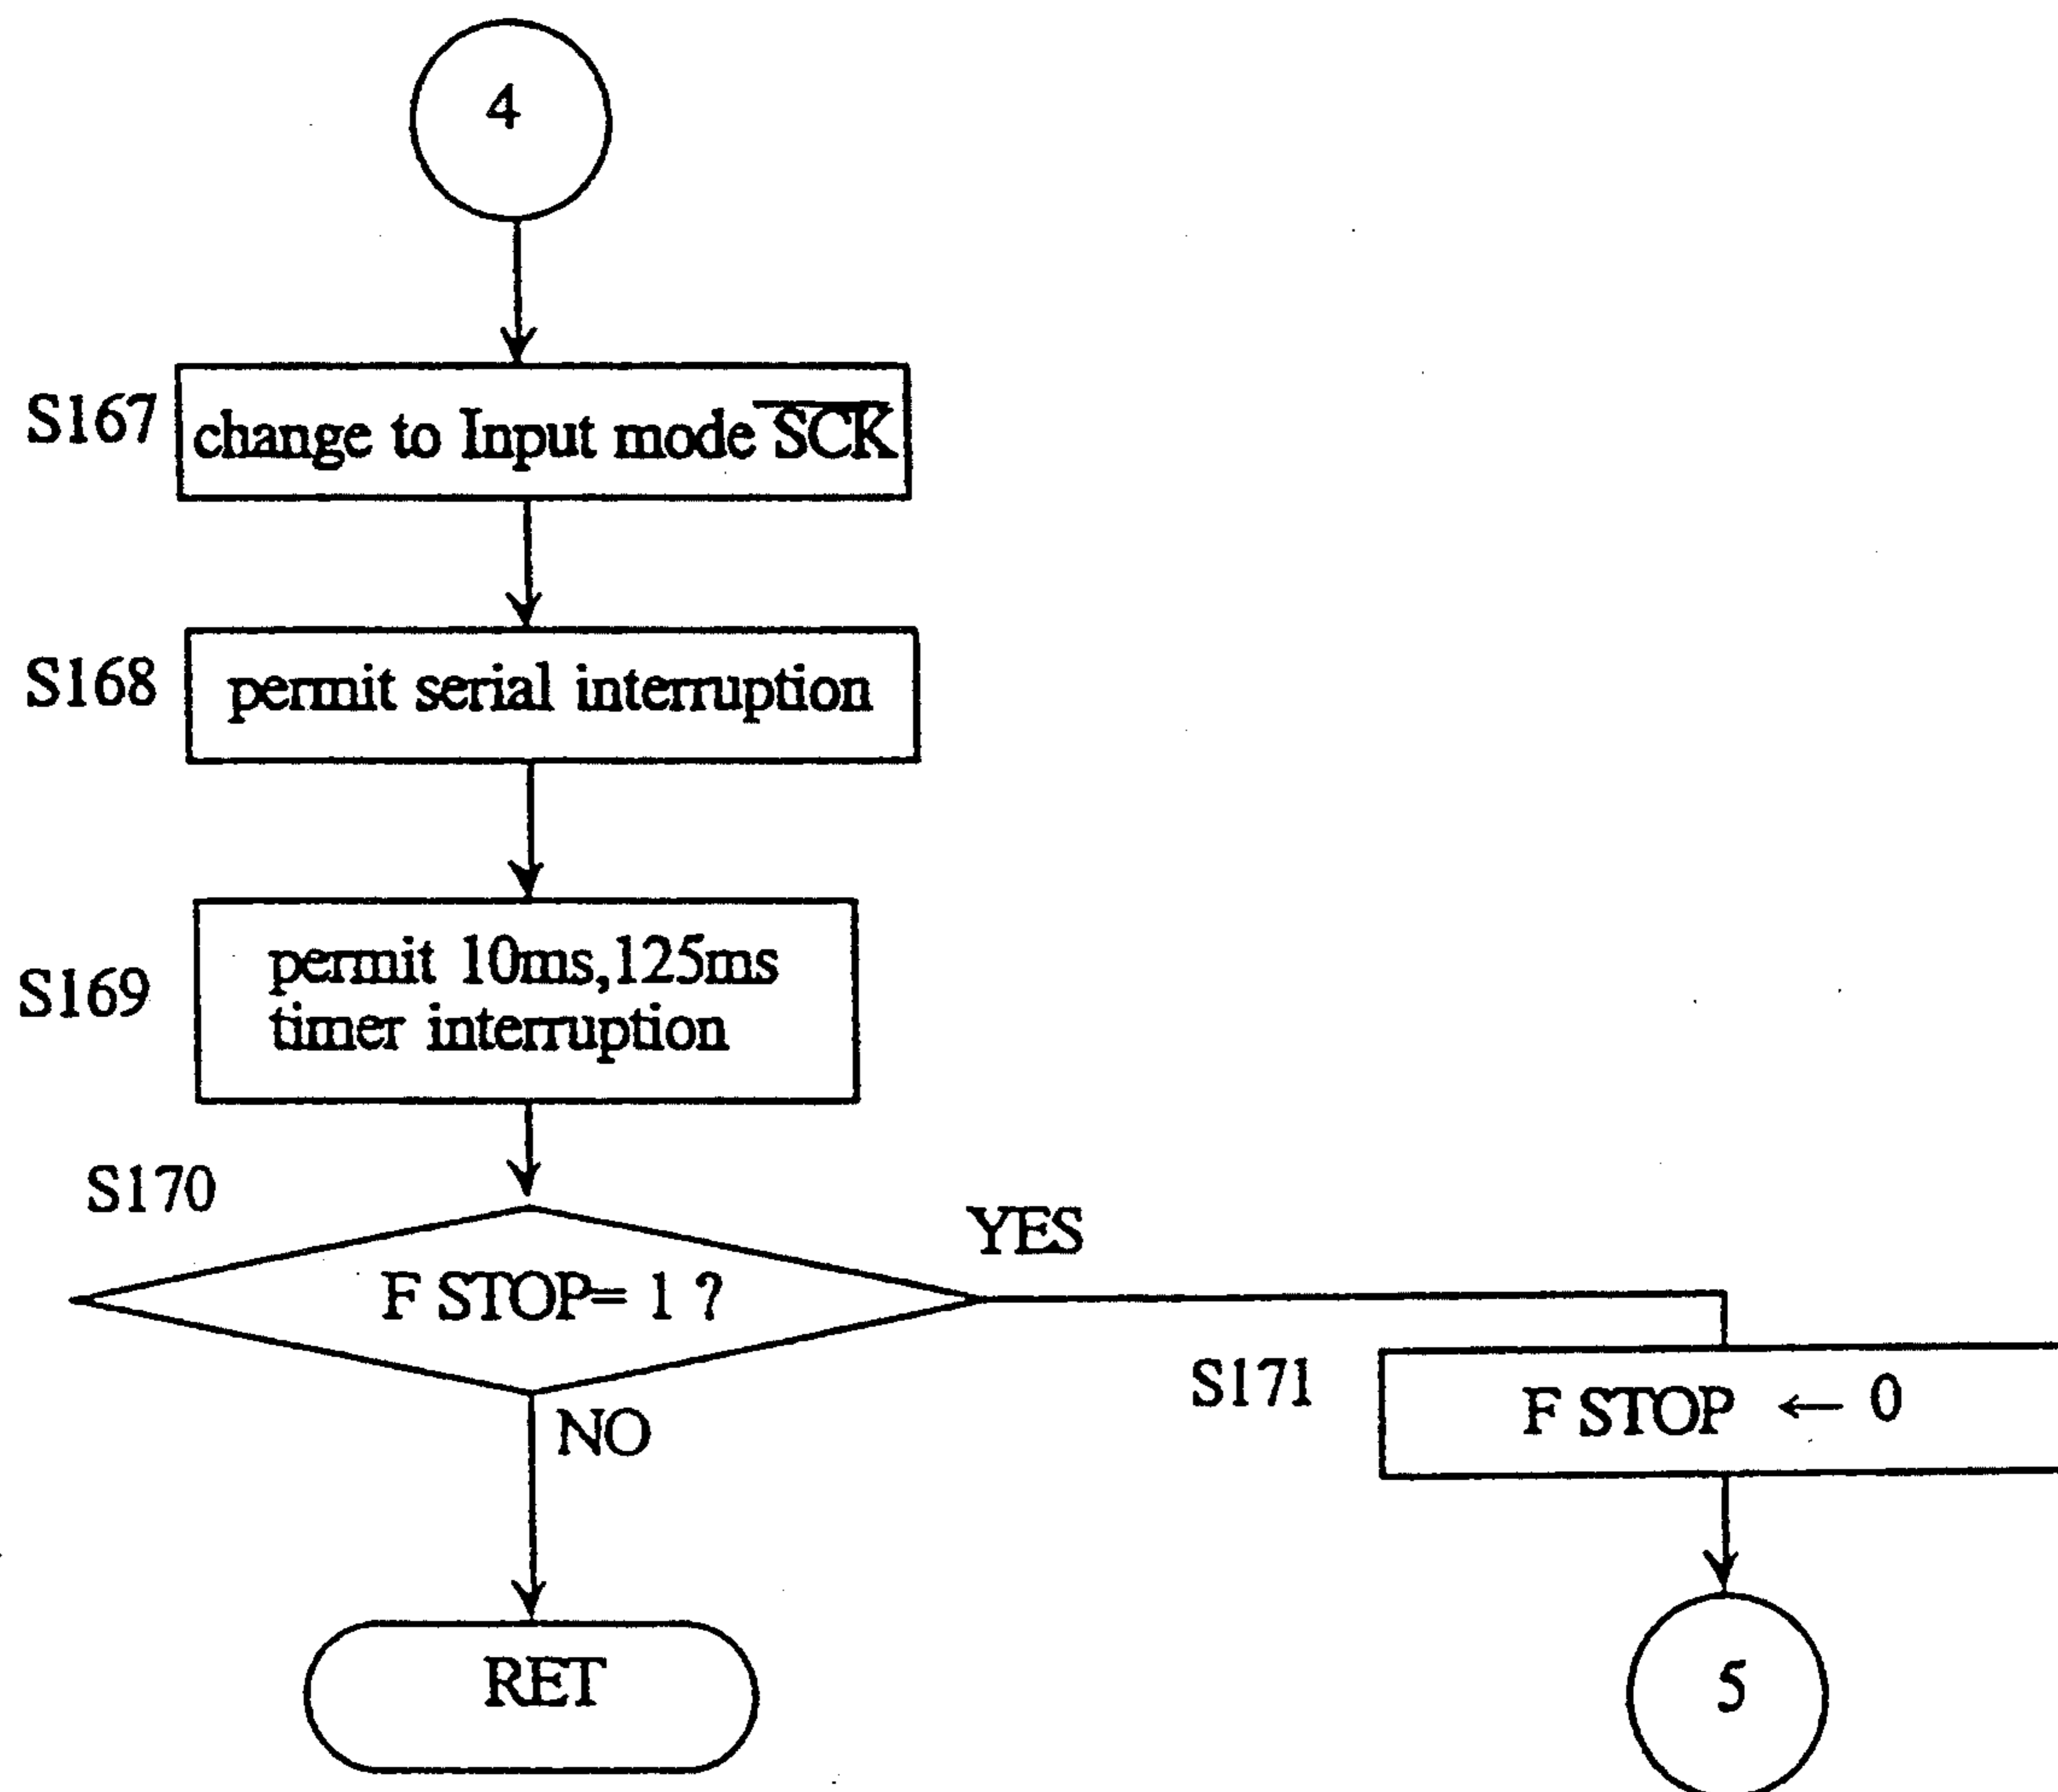 4
S167
change to Input mode S̅C̅K̅
S168
permit serial interruption
S169
permit 10ms,125ms
timer interruption
S170
F STOP= 1 ?
YES
NO
S171
F STOP ← 0
RET
5